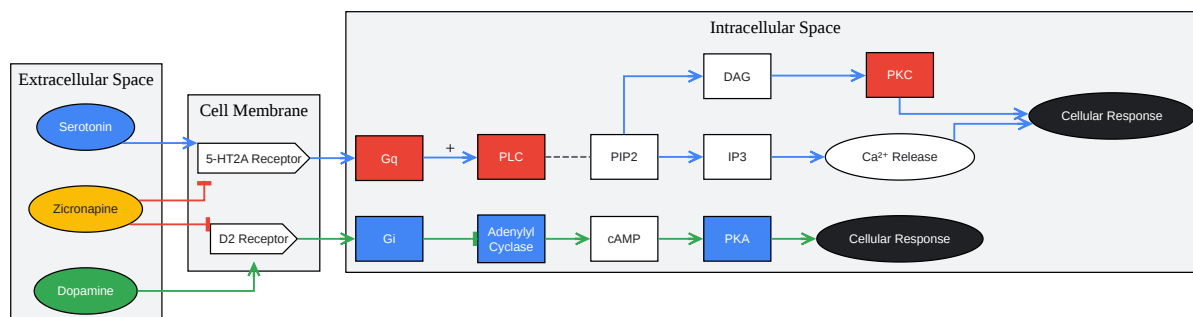 Intracellular Space
Extracellular Space
Cell Membrane
DAG
PKC
Serotonin
Cellular Response
5-HT2A Receptor
Gq
+
PLC
PIP2
IP3
Ca²⁺ Release
Zicronapine
D2 Receptor
Gi
Adenylyl
Cyclase
cAMP
PKA
Cellular Response
Dopamine